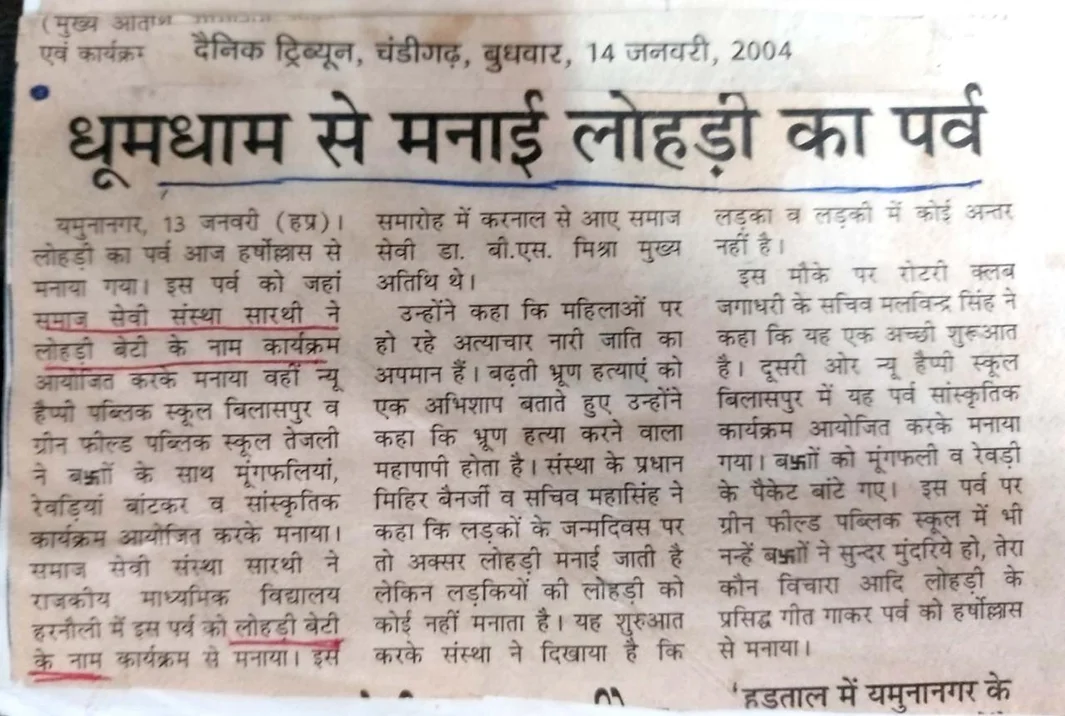 (मुख्य
एवं कार्यक्र
दैनिक ट्रिब्यून, चंडीगढ़, बुधवार, 14 जनवरी, 2004
धूमधाम से मनाई लोहड़ी का पर्व
यमुनानगर, 13 जनवरी (हप्र)।
लोहड़ी का पर्व आज हर्षोल्लास से
मनाया गया। इस पर्व को जहां
समाज सेवी संस्था सारथी ने
लोहड़ी बेटी के नाम कार्यक्रम
आयोजित करके मनाया वहीं न्यू
हैप्पी पब्लिक स्कूल बिलासपुर व
ग्रीन फील्ड पब्लिक स्कूल तेजली
ने बच्चों के साथ मूंगफलियां,
रेवड़ियां बांटकर व सांस्कृतिक
कार्यक्रम आयोजित करके मनाया।
समाज सेवी संस्था सारथी ने
राजकीय माध्यमिक विद्यालय
हरनौली में इस पर्व को लोहड़ी बेटी
के नाम कार्यक्रम से मनाया। इस
समारोह में करनाल से आए समाज
सेवी डा. बी.एस. मिश्रा मुख्य
अतिथि थे।
उन्होंने कहा कि महिलाओं पर
हो रहे अत्याचार नारी जाति का
अपमान हैं। बढ़ती भ्रूण हत्याएं को
एक अभिशाप बताते हुए उन्होंने
कहा कि भ्रूण हत्या करने वाला
महापापी होता है। संस्था के प्रधान
मिहिर बैनर्जी व सचिव महासिंह ने
कहा कि लड़कों के जन्मदिवस पर
तो अक्सर लोहड़ी मनाई जाती है
लेकिन लड़कियों की लोहड़ी को
कोई नहीं मनाता है। यह शुरुआत
करके संस्था ने दिखाया है कि
लड़का व लड़की में कोई अन्तर
नहीं है।
इस मौके पर रोटरी क्लब
जगाधरी के सचिव मलविन्द्र सिंह ने
कहा कि यह एक अच्छी शुरूआत
है। दूसरी ओर न्यू हैप्पी स्कूल
बिलासपुर में यह पर्व सांस्कृतिक
कार्यक्रम आयोजित करके मनाया
गया। बच्चों को मूंगफली व रेवड़ी
के पैकेट बांटे गए। इस पर्व पर
ग्रीन फील्ड पब्लिक स्कूल में भी
नन्हें बच्चों ने सुन्दर मुंदरिये हो, तेरा
कौन विचारा आदि लोहड़ी के
प्रसिद्ध गीत गाकर पर्व को हर्षोल्लास
से मनाया।
'हड़ताल में यमुनानगर के